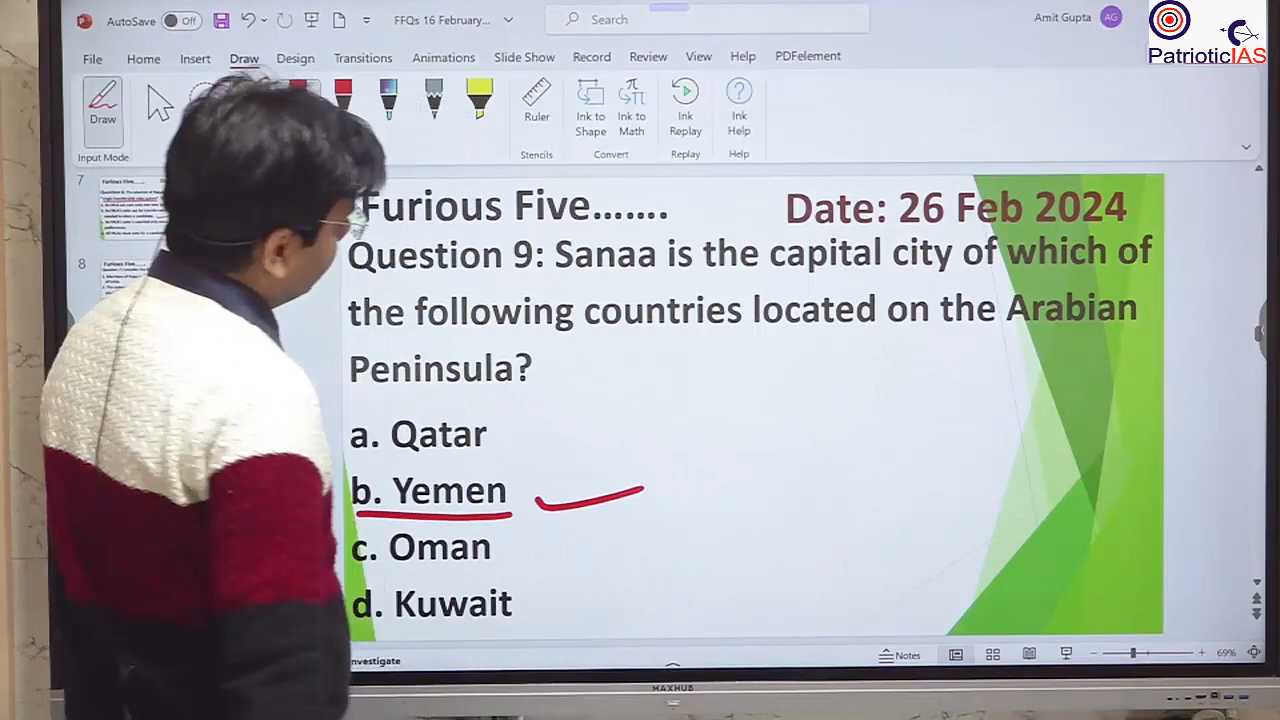 AutoSave Off FFQs 16 February... Search Amit Gupta AG
PatrioticIAS
File Home Insert Draw Design Transitions Animations Slide Show Record Review View Help PDFelement
Draw Ruler Ink to Shape Ink to Math Ink Replay Ink Help
Input Mode Stencils Convert Replay Help
7
8
Furious Five.......
Date: 26 Feb 2024
Question 9: Sanaa is the capital city of which of
the following countries located on the Arabian
Peninsula?
a. Qatar
b. Yemen
c. Oman
d. Kuwait
nvestigate
Notes 69%
MAXHUB